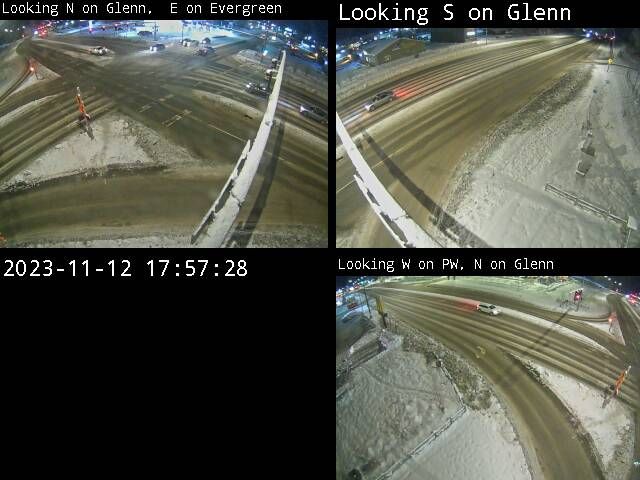 Looking N on Glenn,  E on Evergreen
Looking S on Glenn
2023-11-12 17:57:28
Looking W on PW, N on Glenn